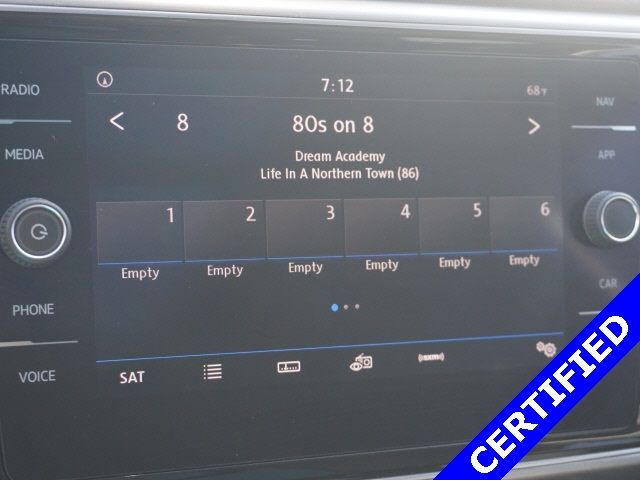 RADIO
MEDIA
PHONE
VOICE
7:12
68°F
< 8 80s on 8 >
Dream Academy
Life In A Northern Town (86)
1 2 3 4 5 6
Empty Empty Empty Empty Empty Empty
SAT
((sxm))
NAV
APP
CAR
CERTIFIED